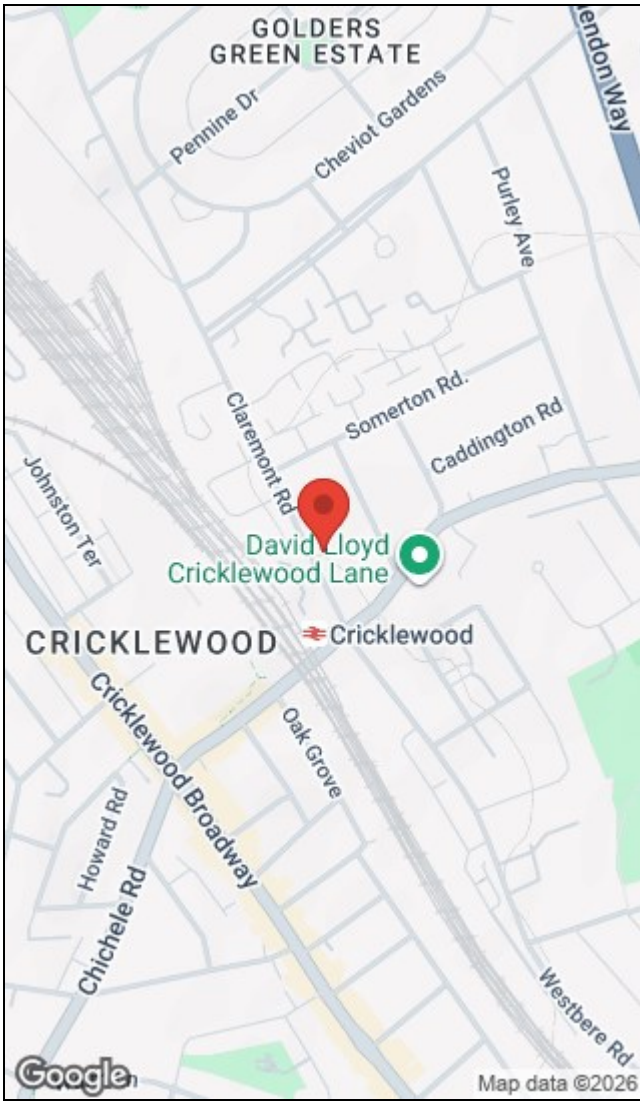 GOLDERS
GREEN ESTATE
Hendon Way
Pennine Dr
Cheviot Gardens
Purley Ave
Claremont Rd
Somerton Rd.
Caddington Rd
Johnston Ter
David Lloyd
Cricklewood Lane
CRICKLEWOOD
Cricklewood
Cricklewood Broadway
Oak Grove
Howard Rd
Chichele Rd
Westbere Rd
Google
Map data ©2026